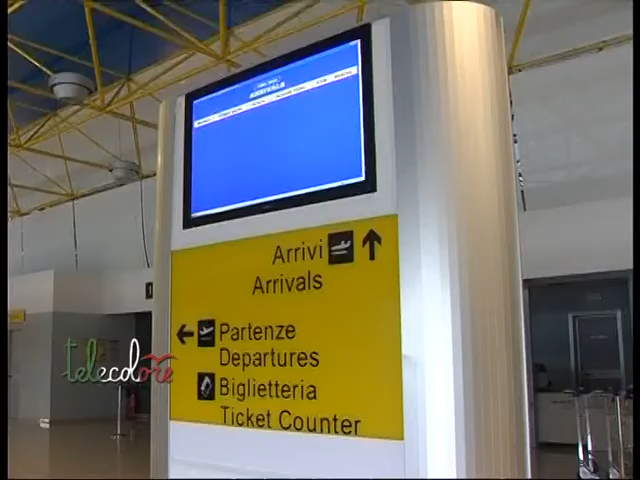 ARRIVALS
Arrivi
Arrivals
Partenze
Departures
Biglietteria
Ticket Counter
telecolore